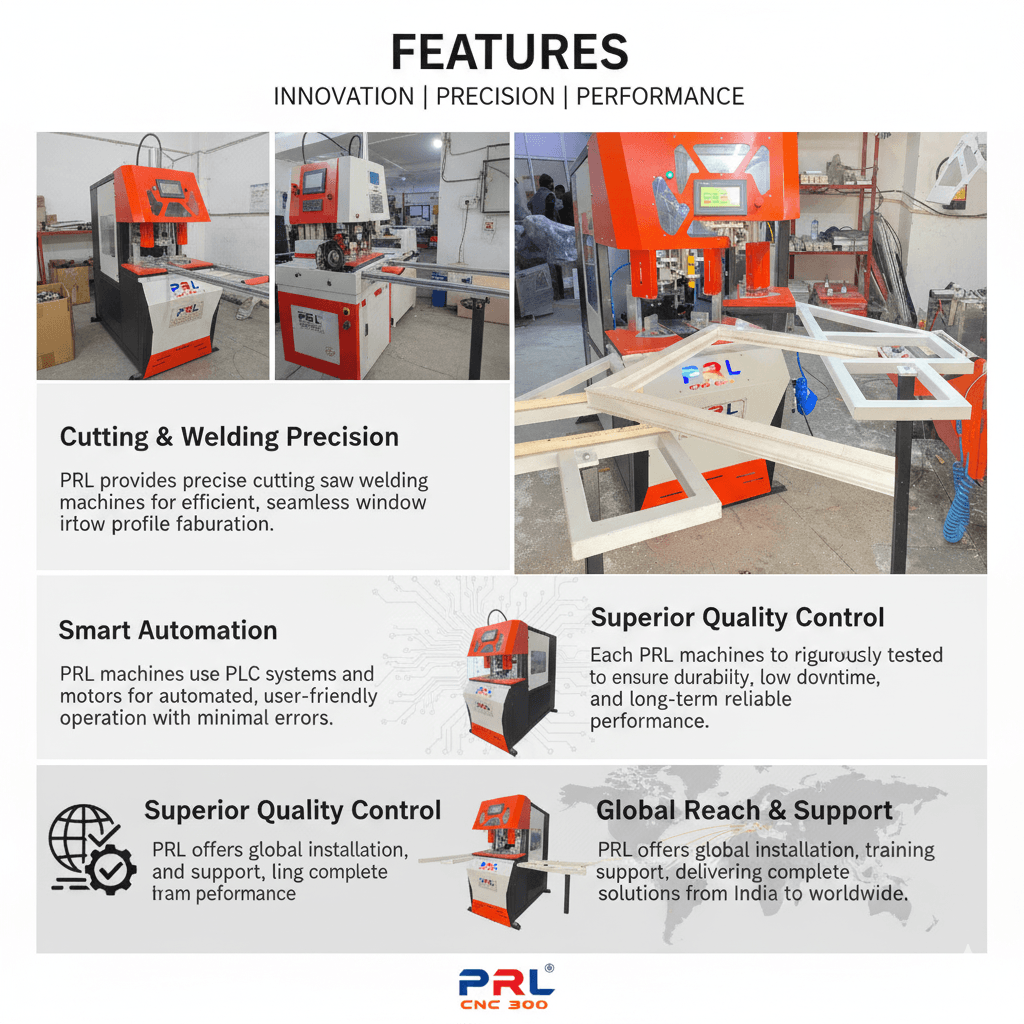 FEATURES
INNOVATION | PRECISION | PERFORMANCE
PRL
PRL
PRL
Cutting & Welding Precision
PRL provides precise cutting saw welding
machines for efficient, seamless window
irtow profile faburation.
Smart Automation
PRL machines use PLC systems and
motors for automated, user-friendly
operation with minimal errors.
Superior Quality Control
Each PRL machines to rigurously tested
to ensure durabiity, low dovntime,
and long-term reliable
performance.
Superior Quality Control
PRL offers global installation,
and support, ling complete
tram peformance
Global Reach & Support
PRL offers global installation, training
support, delivering complete
solutions from India to worldwide.
PRL®
CNC 300